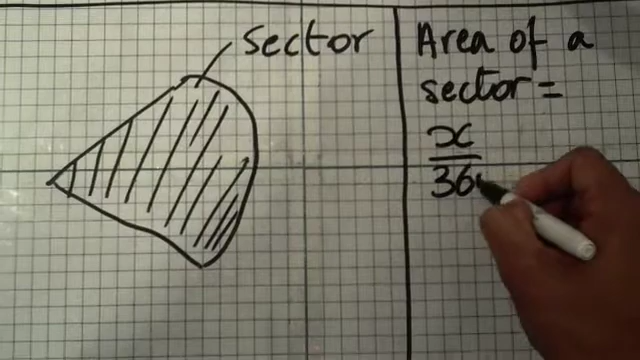 sector
Area of a
sector =
x
36